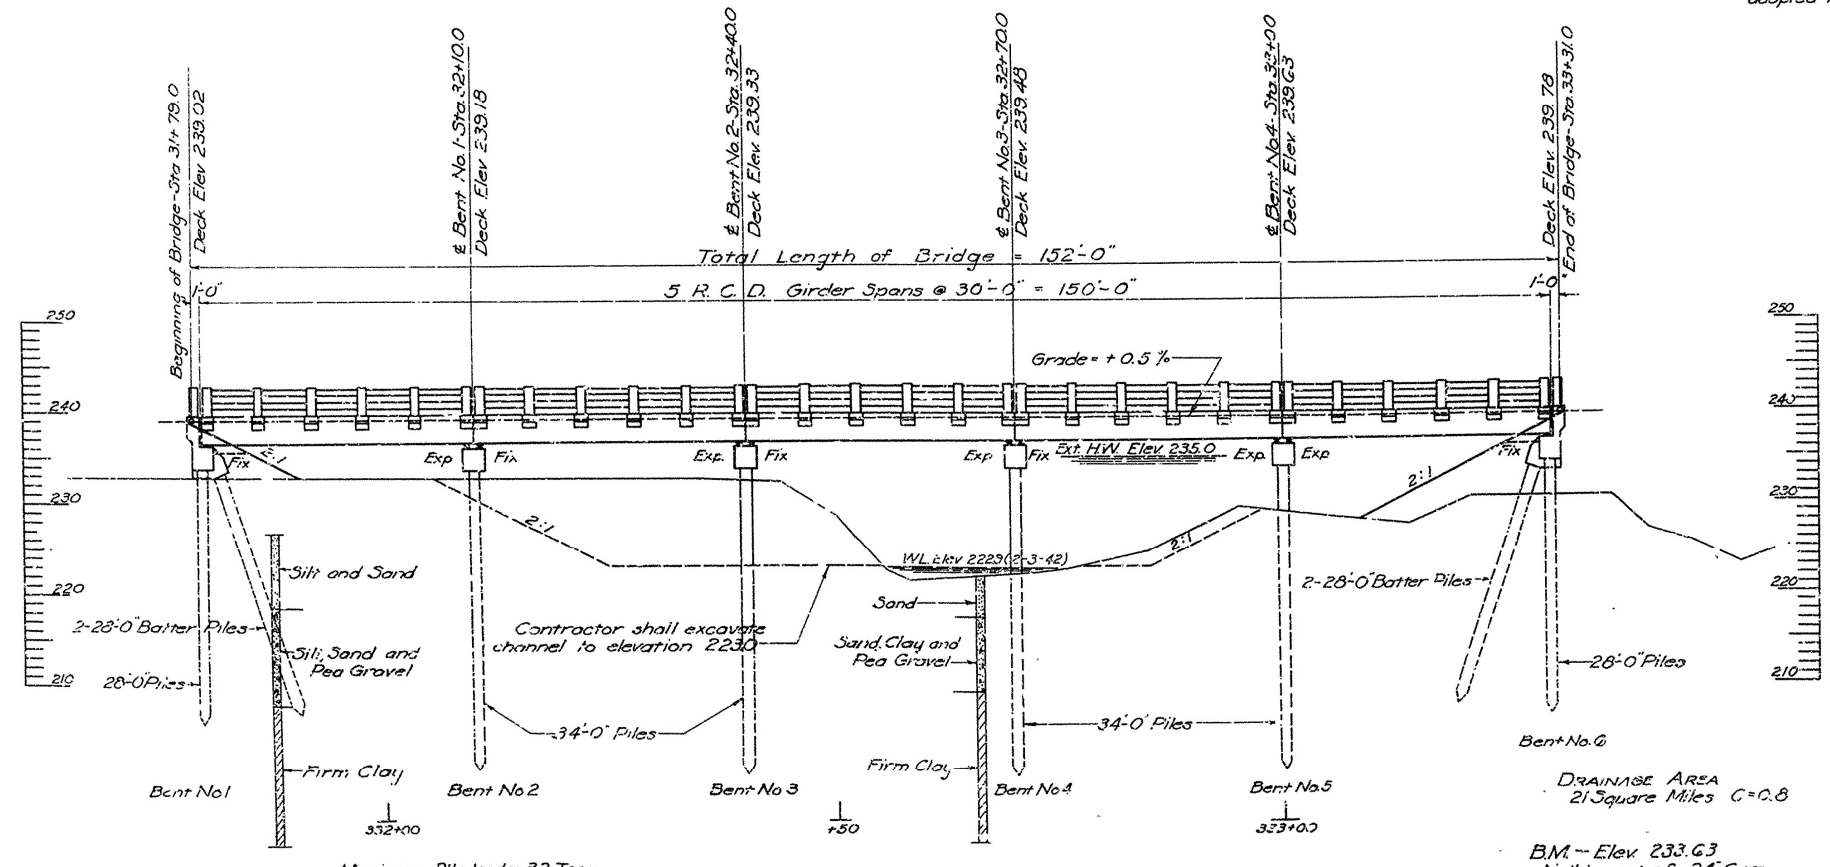 Beginning of Bridge-Sta 31+79.0
Deck Elev 239.02
℄ Bent No.1-Sta.32+10.0
Deck Elev 239.18
℄ Bent No.2-Sta.32+40.0
Deck Elev. 239.33
℄ Bent No.3-Sta.32+70.0
Deck Elev. 239.48
℄ Bent No.4-Sta.33+00
Deck Elev. 239.63
Deck Elev. 239.78
End of Bridge-Sta.33+31.0
Total Length of Bridge = 152'-0"
1'-0"
5 R. C. D. Girder Spans @ 30'-0" = 150'-0"
1'-0"
250
250
Grade = + 0.5 %
240
240
2:1
Fix
Exp
Fix
Exp.
Fix
Exp
Fix
Ext. H.W. Elev. 235.0
Exp.
Exp
Fix
2:1
230
230
2:1
2:1
W.L. Elev 222.9 (2-3-42)
Silt and Sand
220
220
2-28'-0" Batter Piles
Sand
2-28'-0" Batter Piles
Contractor shall excavate
channel to elevation 223.0
Silt, Sand and
Pea Gravel
Sand, Clay and
Pea Gravel
210
210
28'-0" Piles
28'-0" Piles
34'-0" Piles
34'-0" Piles
Firm Clay
Firm Clay
Bent No.1
Bent No.2
Bent No.3
Bent No.4
Bent No.5
Bent No.6
332+00
+50
333+00
DRAINAGE AREA
21 Square Miles C=0.8
B.M.- Elev. 233.63